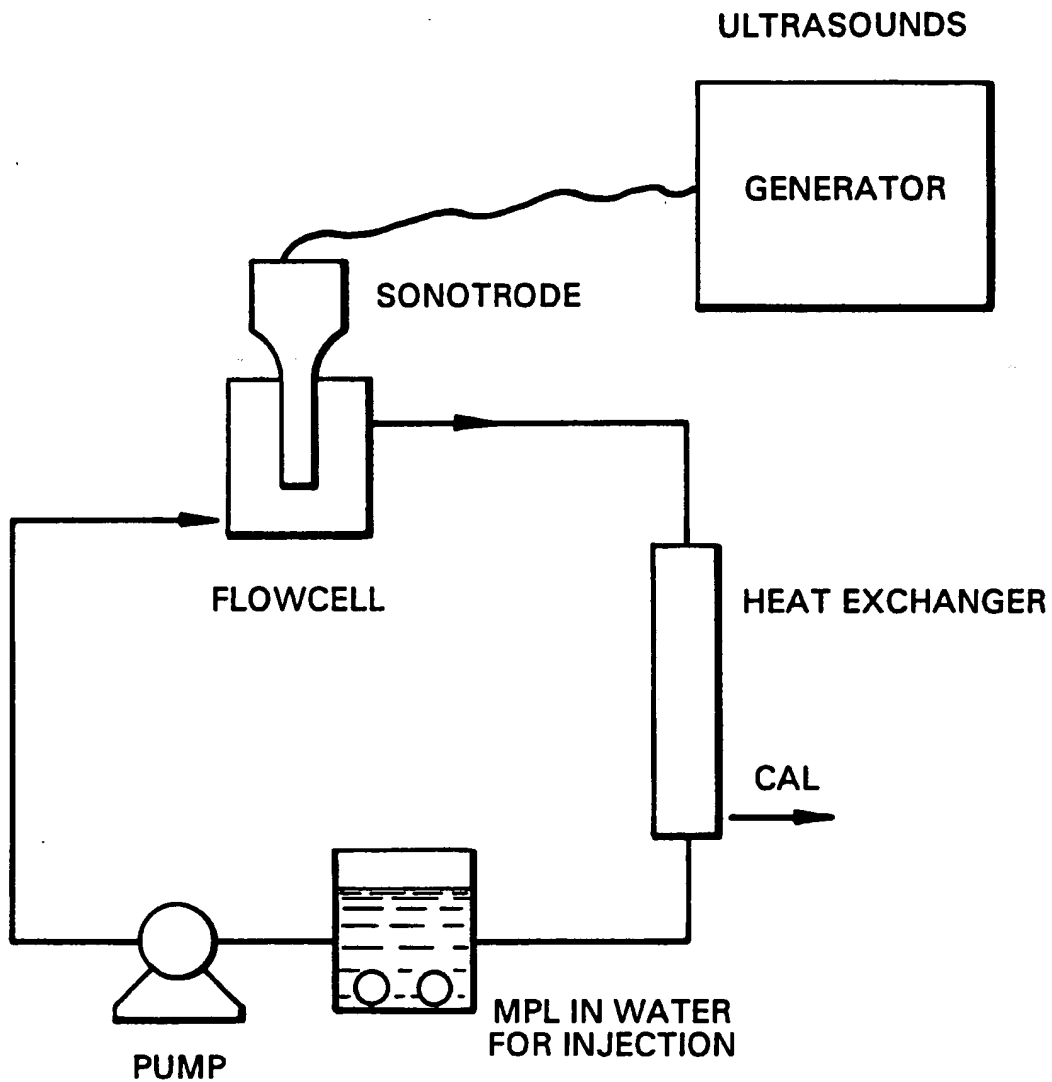 ULTRASOUNDS
GENERATOR
SONOTRODE
FLOWCELL
HEAT EXCHANGER
CAL
MPL IN WATER
FOR INJECTION
PUMP